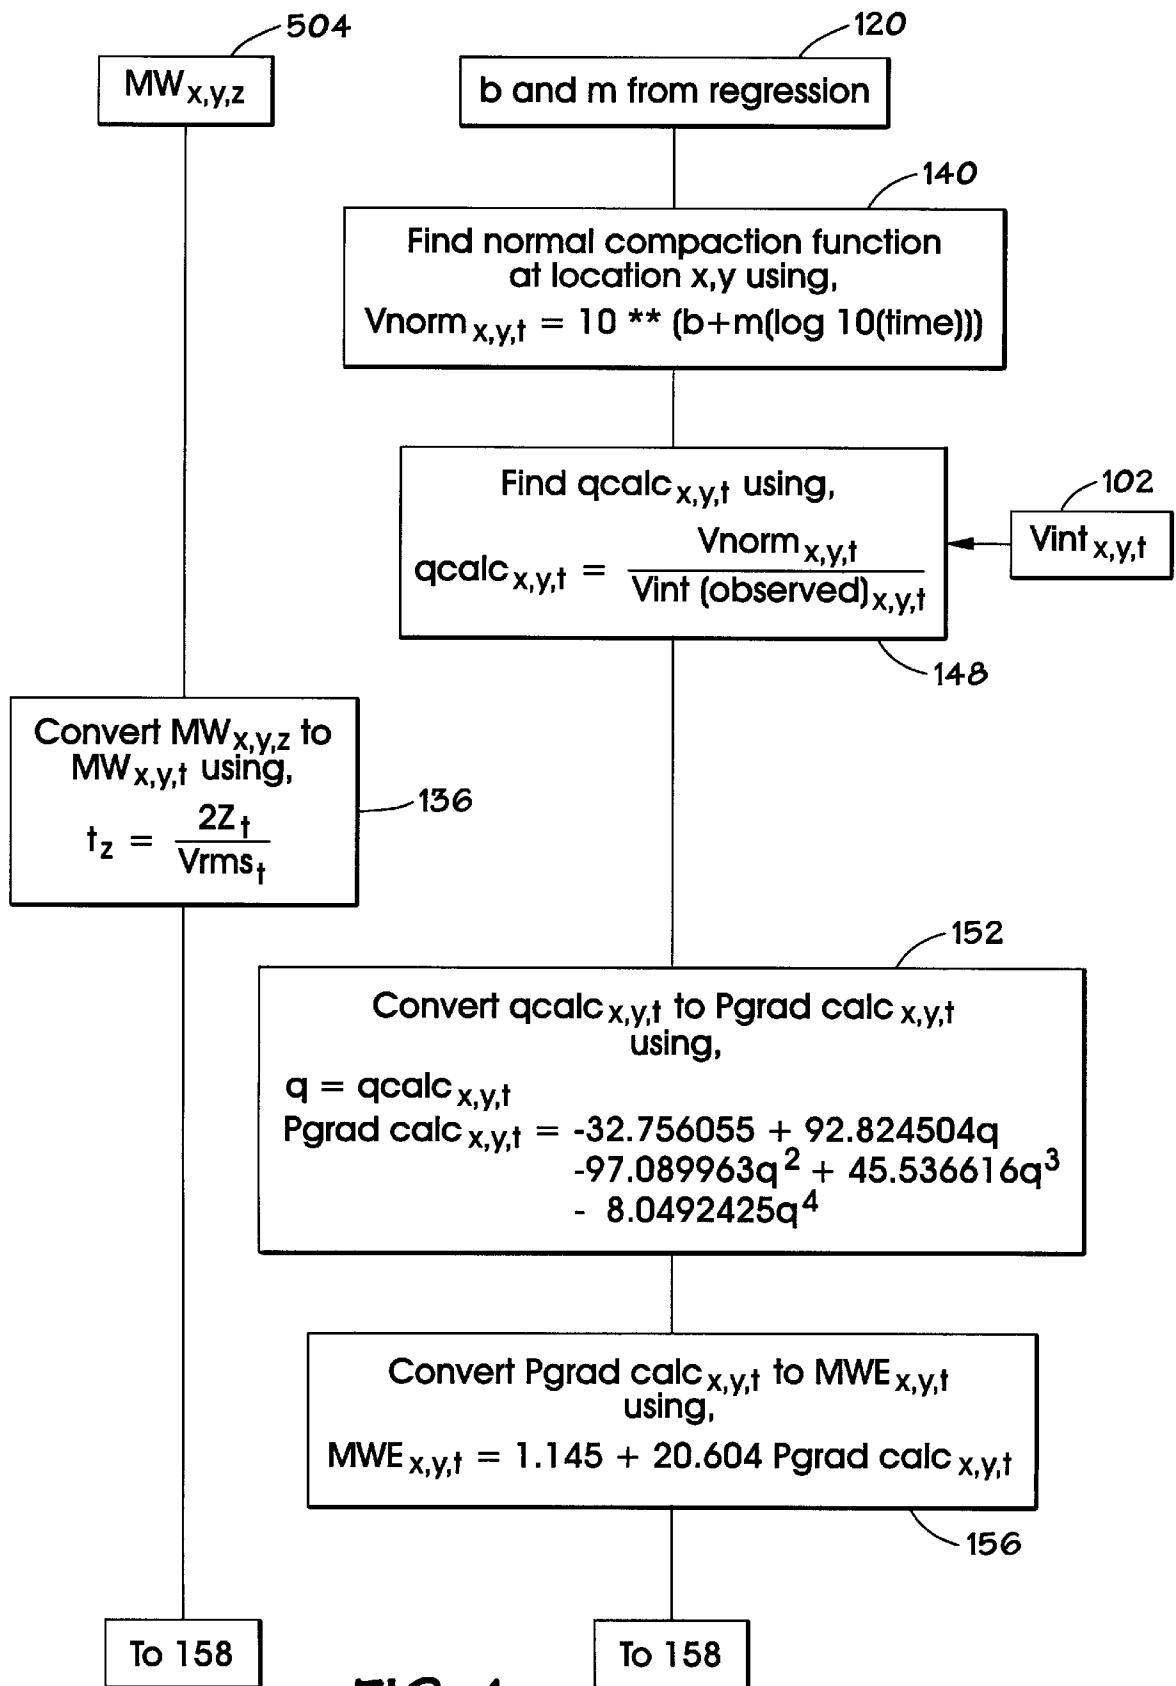 504
MWx,y,z
120
b and m from regression
140
Find normal compaction function
at location x,y using,
Vnormx,y,t = 10 ** (b+m(log 10(time)))
148
Find qcalcx,y,t using,
qcalcx,y,t = Vnormx,y,t
Vint (observed)x,y,t
102
Vintx,y,t
136
Convert MWx,y,z to
MWx,y,t using,
tz = 2Zt
Vrmst
152
Convert qcalcx,y,t to Pgrad calcx,y,t
using,
q = qcalcx,y,t
Pgrad calcx,y,t = -32.756055 + 92.824504q
-97.089963q2 + 45.536616q3
- 8.0492425q4
Convert Pgrad calcx,y,t to MWEx,y,t
using,
MWEx,y,t = 1.145 + 20.604 Pgrad calcx,y,t
156
To 158
To 158